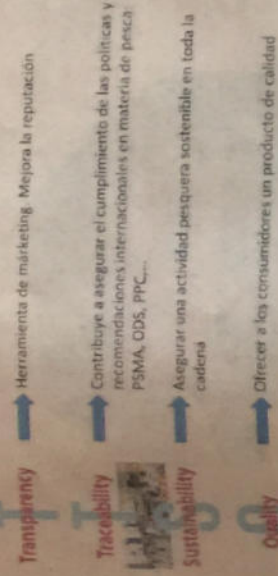 Transparency
Herramienta de márketing. Mejora la reputación
Traceability
Contribuye a asegurar el cumplimiento de las políticas y
recomendaciones internacionales en materia de pesca:
PSMA, ODS, PPC,...
Sustainability
Asegurar una actividad pesquera sostenible en toda la
cadena
Quality
Ofrecer a los consumidores un producto de calidad